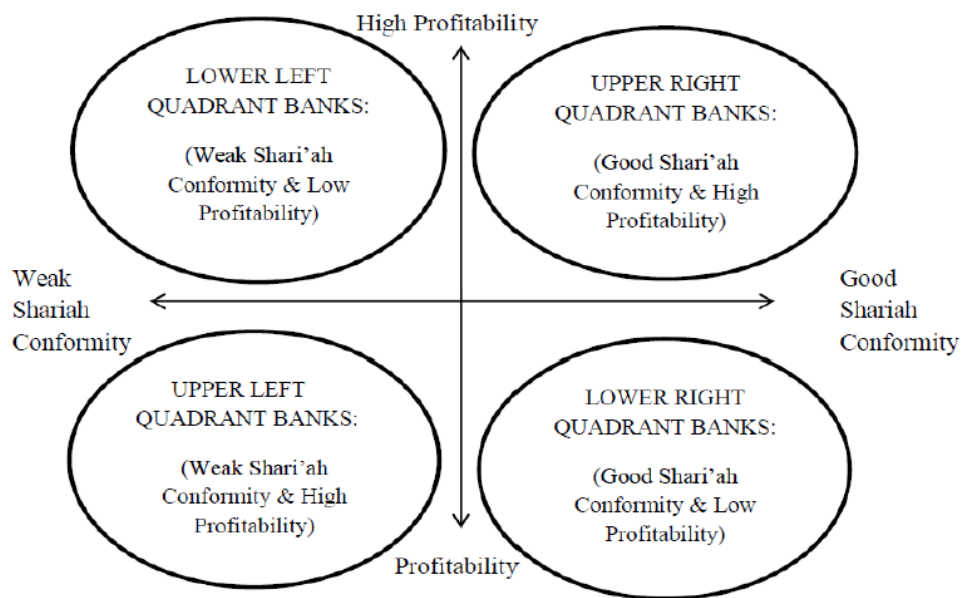 High Profitability
LOWER LEFT
QUADRANT BANKS:
(Weak Shari’ah
Conformity & Low
Profitability)
UPPER RIGHT
QUADRANT BANKS:
(Good Shari’ah
Conformity & High
Profitability)
Weak
Shariah
Conformity
Good
Shariah
Conformity
UPPER LEFT
QUADRANT BANKS:
(Weak Shari’ah
Conformity & High
Profitability)
LOWER RIGHT
QUADRANT BANKS:
(Good Shari’ah
Conformity & Low
Profitability)
Profitability